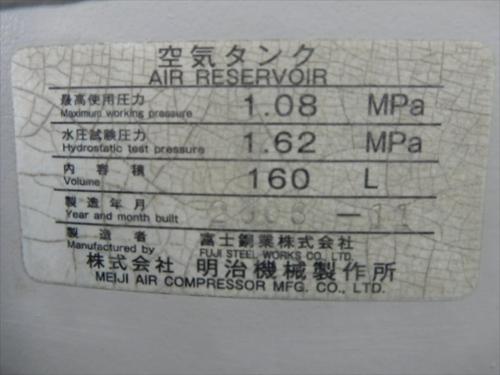 空気タンク
AIR RESERVOIR
最高使用圧力 1.08 MPa
Maximum working pressure
水圧試験圧力 1.62 MPa
Hydrostatic test pressure
内容積 160 L
Volume
製造年月
Year and month built
製造者 富士鋼業株式会社
Manufactured by FUJI STEEL WORKS CO., LTD.
株式会社 明治機械製作所
MEIJI AIR COMPRESSOR MFG. CO., LTD.